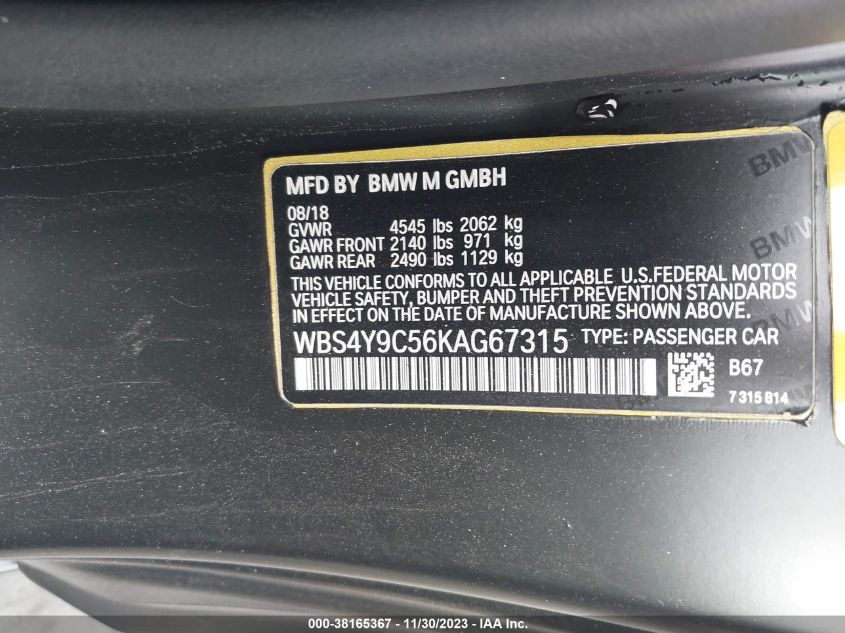 MFD BY BMW M GMBH
08/18
GVWR 4545 lbs 2062 kg
GAWR FRONT 2140 lbs 971 kg
GAWR REAR 2490 lbs 1129 kg
THIS VEHICLE CONFORMS TO ALL APPLICABLE U.S.FEDERAL MOTOR
VEHICLE SAFETY, BUMPER AND THEFT PREVENTION STANDARDS
IN EFFECT ON THE DATE OF MANUFACTURE SHOWN ABOVE.
WBS4Y9C56KAG67315 TYPE: PASSENGER CAR
B67
7315814
BMW
BMW
BMW
000-38165367 - 11/30/2023 - © IAA, Inc.